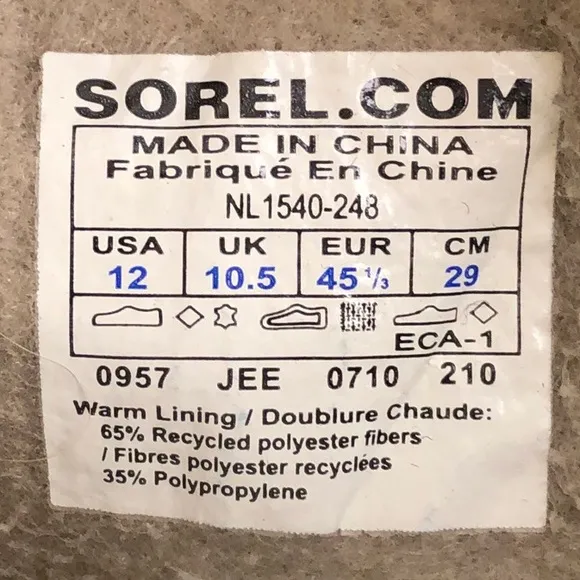 SOREL.COM
MADE IN CHINA
Fabriqué En Chine
NL1540-248
USA UK EUR CM
12 10.5 45 1/3 29
ECA-1
0957 JEE 0710 210
Warm Lining / Doublure Chaude:
65% Recycled polyester fibers
/ Fibres polyester recyclées
35% Polypropylene